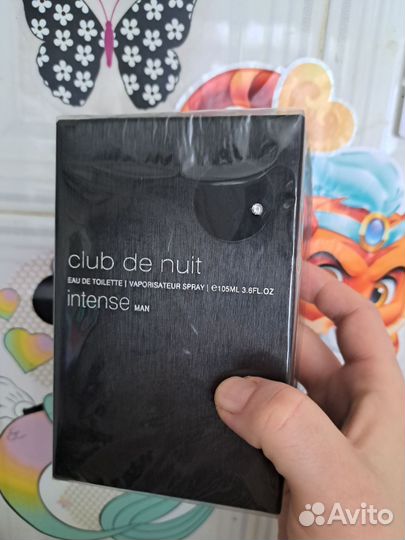 club de nuit
EAU DE TOILETTE | VAPORISATEUR SPRAY | ℮105ML 3.6FL.OZ
intense MAN
Avito